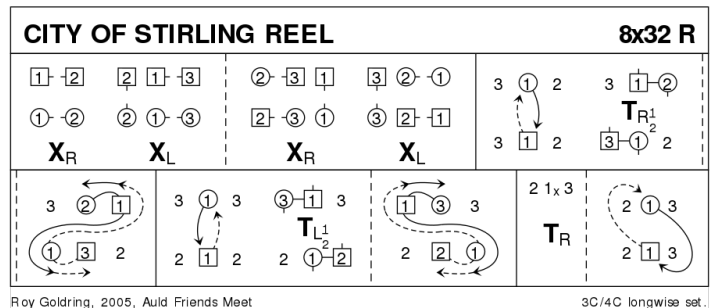 CITY OF STIRLING REEL 8x32 R
1 2 2 1 3 2 3 1 3 2 1 3 1 2 3 1 2
1 2 2 1 3 2 3 1 3 2 1 3 1 2 3 1 2
XR XL XR XL TR1/2
3 2 1 3 1 3 3 1 3 1 3 3 2 1x 3 2 1 3
1 3 2 2 1 2 2 1 2 2 2 1 2 1 3
TL1/2 TR
Roy Goldring, 2005, Auld Friends Meet 3C/4C longwise set.